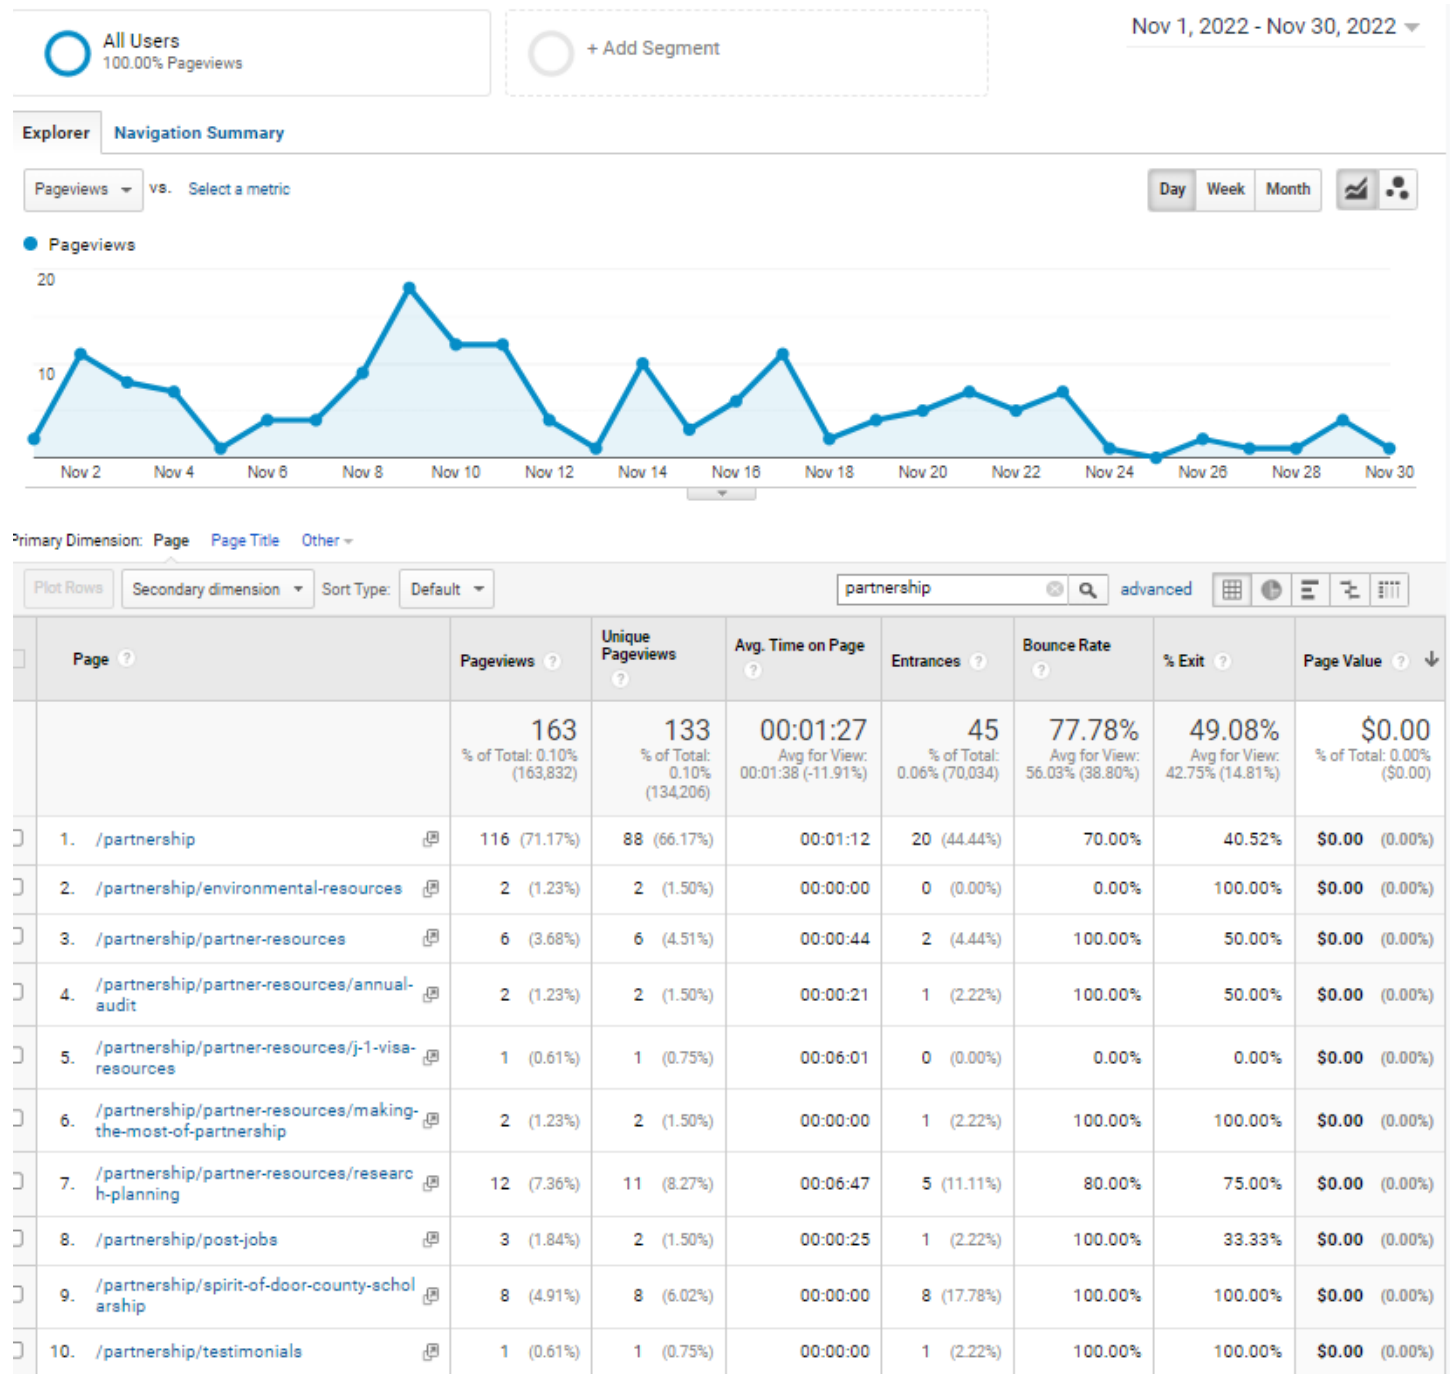 All Users
100.00% Pageviews
+ Add Segment
Nov 1, 2022 - Nov 30, 2022
Explorer Navigation Summary
Pageviews vs. Select a metric
Day Week Month
Pageviews
20
10
Nov 2 Nov 4 Nov 6 Nov 8 Nov 10 Nov 12 Nov 14 Nov 16 Nov 18 Nov 20 Nov 22 Nov 24 Nov 26 Nov 28 Nov 30
Primary Dimension: Page Page Title Other
Plot Rows Secondary dimension Sort Type: Default partnership advanced
Page ? Pageviews ? Unique Pageviews ? Avg. Time on Page ? Entrances ? Bounce Rate ? % Exit ? Page Value ?
163 133 00:01:27 45 77.78% 49.08% $0.00
% of Total: 0.10% (163,832) % of Total: 0.10% (134,206) Avg for View: 00:01:38 (-11.91%) % of Total: 0.06% (70,034) Avg for View: 56.03% (38.80%) Avg for View: 42.75% (14.81%) % of Total: 0.00% ($0.00)
1. /partnership 116 (71.17%) 88 (66.17%) 00:01:12 20 (44.44%) 70.00% 40.52% $0.00 (0.00%)
2. /partnership/environmental-resources 2 (1.23%) 2 (1.50%) 00:00:00 0 (0.00%) 0.00% 100.00% $0.00 (0.00%)
3. /partnership/partner-resources 6 (3.68%) 6 (4.51%) 00:00:44 2 (4.44%) 100.00% 50.00% $0.00 (0.00%)
4. /partnership/partner-resources/annual-
audit 2 (1.23%) 2 (1.50%) 00:00:21 1 (2.22%) 100.00% 50.00% $0.00 (0.00%)
5. /partnership/partner-resources/j-1-visa-
resources 1 (0.61%) 1 (0.75%) 00:06:01 0 (0.00%) 0.00% 0.00% $0.00 (0.00%)
6. /partnership/partner-resources/making-
the-most-of-partnership 2 (1.23%) 2 (1.50%) 00:00:00 1 (2.22%) 100.00% 100.00% $0.00 (0.00%)
7. /partnership/partner-resources/researc
h-planning 12 (7.36%) 11 (8.27%) 00:06:47 5 (11.11%) 80.00% 75.00% $0.00 (0.00%)
8. /partnership/post-jobs 3 (1.84%) 2 (1.50%) 00:00:25 1 (2.22%) 100.00% 33.33% $0.00 (0.00%)
9. /partnership/spirit-of-door-county-schol
arship 8 (4.91%) 8 (6.02%) 00:00:00 8 (17.78%) 100.00% 100.00% $0.00 (0.00%)
10. /partnership/testimonials 1 (0.61%) 1 (0.75%) 00:00:00 1 (2.22%) 100.00% 100.00% $0.00 (0.00%)